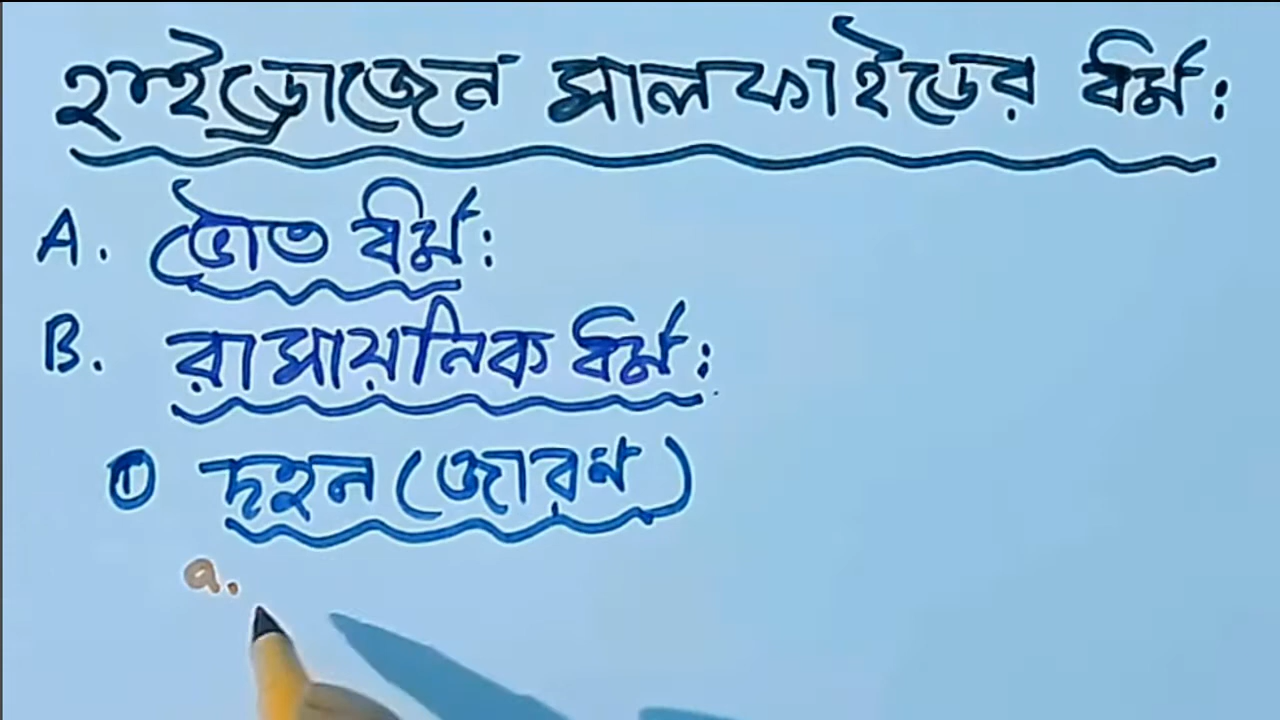 হাইড্রোজেন সালফাইডের ধর্ম:
A. ভৌত ধর্ম:
B. রাসায়নিক ধর্ম:
① দহন (জারণ)
a.